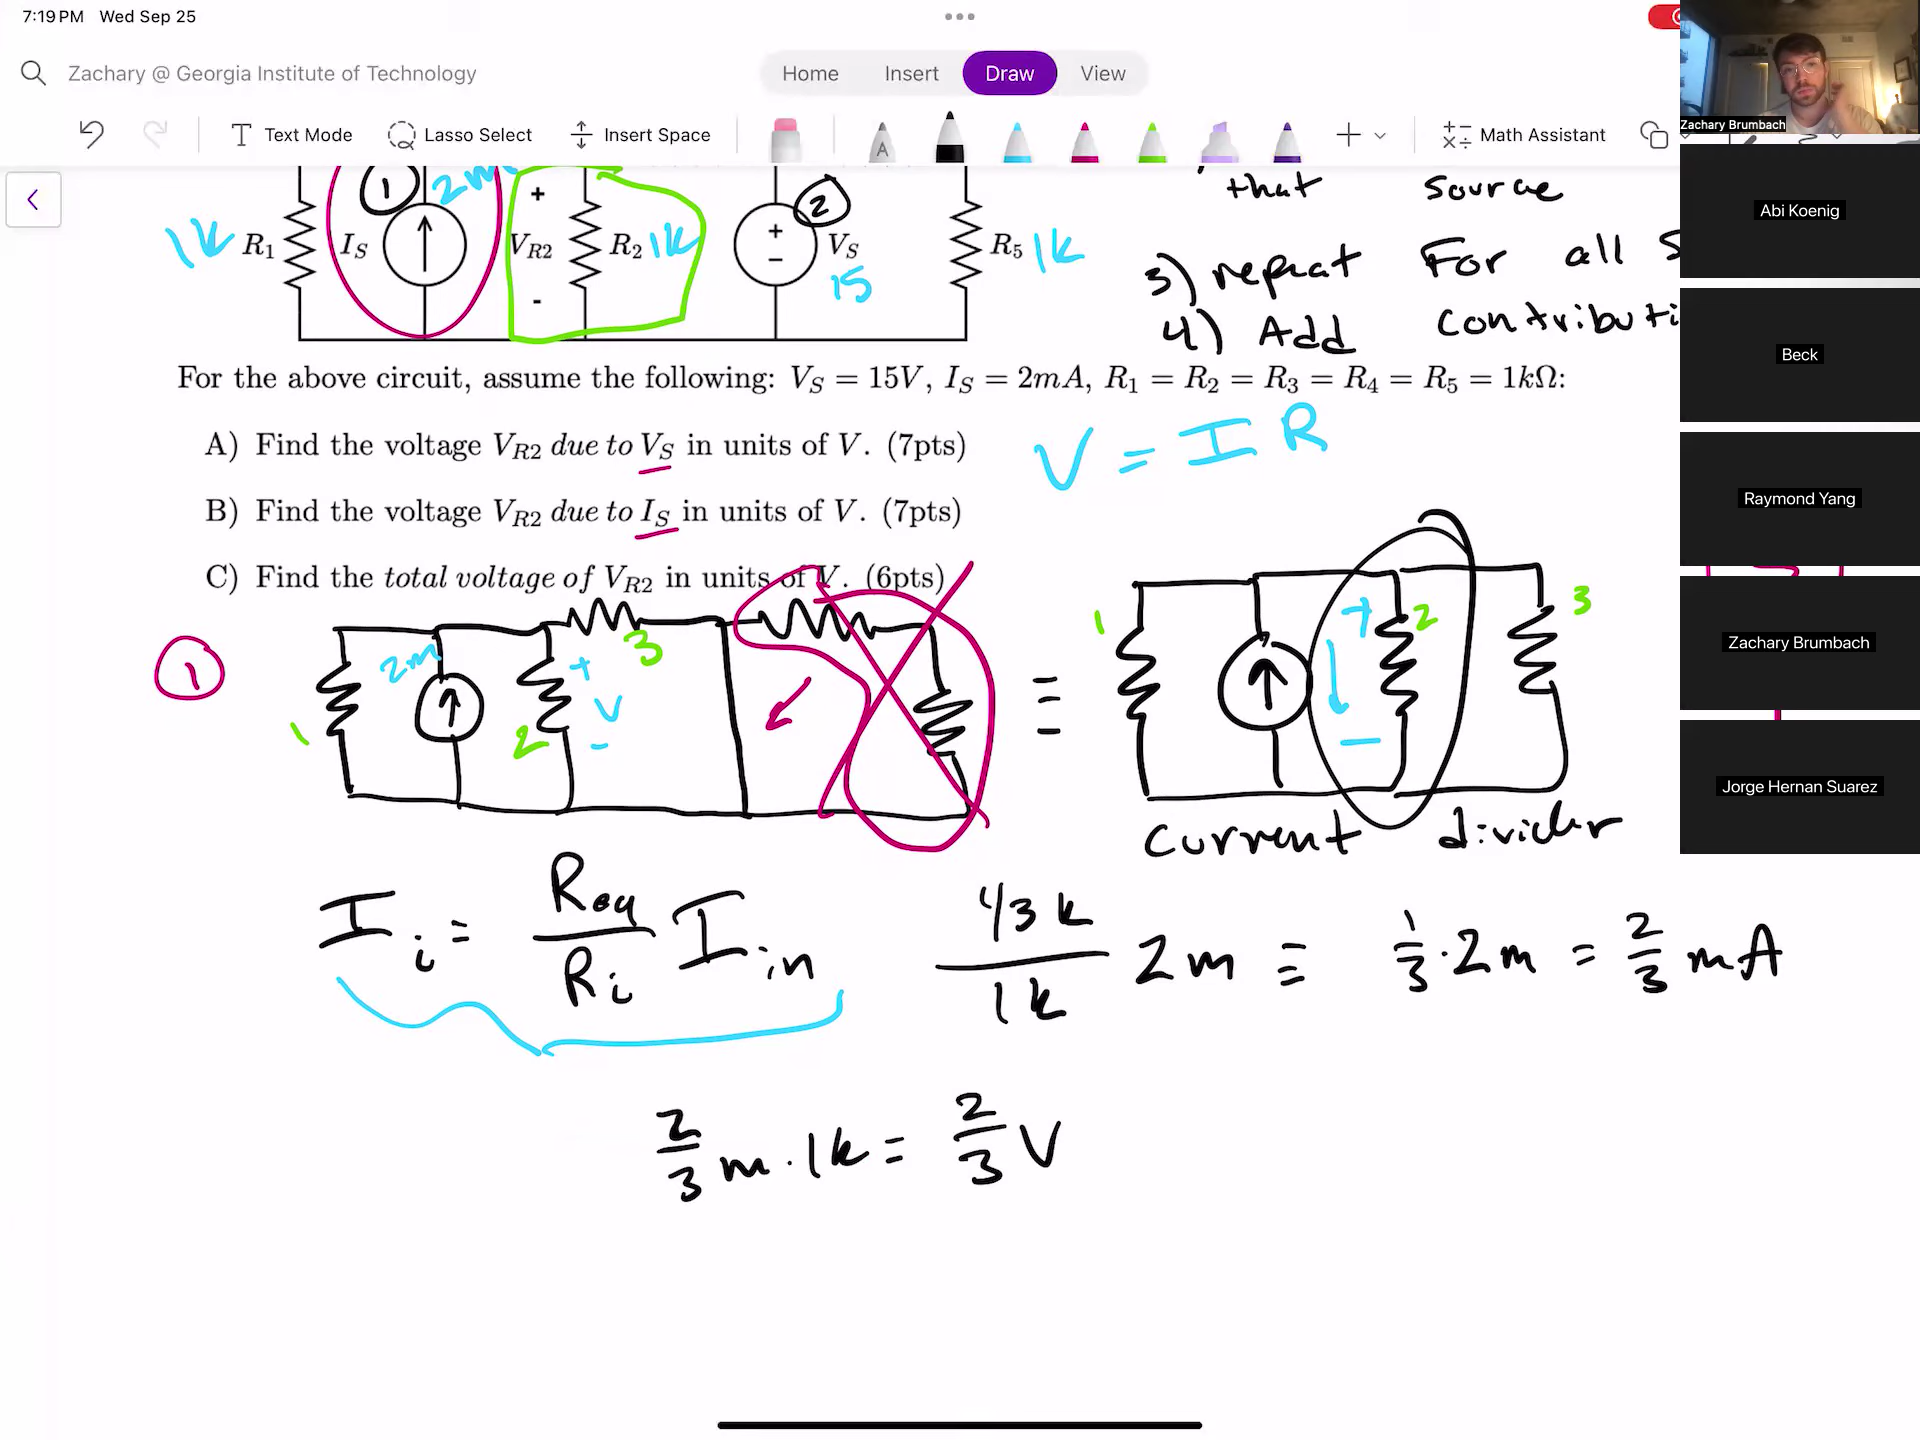 7:19 PM Wed Sep 25
Zachary @ Georgia Institute of Technology
Home Insert Draw View
Text Mode Lasso Select Insert Space A Math Assistant
Zachary Brumbach
Abi Koenig
Beck
Raymond Yang
Zachary Brumbach
Jorge Hernan Suarez
1 2m + 2
1k R1 IS VR2 R2 1k + VS R5 1k
- - 15
that source
3) repeat For all
4) Add
For the above circuit, assume the following: VS = 15V, IS = 2mA, R1 = R2 = R3 = R4 = R5 = 1kΩ:
A) Find the voltage VR2 due to VS in units of V. (7pts)
V = I R
B) Find the voltage VR2 due to IS in units of V. (7pts)
C) Find the total voltage of VR2 in units of V. (6pts)
1
1 2m 2 + V - 3
≡
1 + - 2 3
current divider
Ii = Req/Ri Iin
1/3k/1k 2m ≡ 1/3 · 2m = 2/3 mA
2/3 m · 1k = 2/3 V